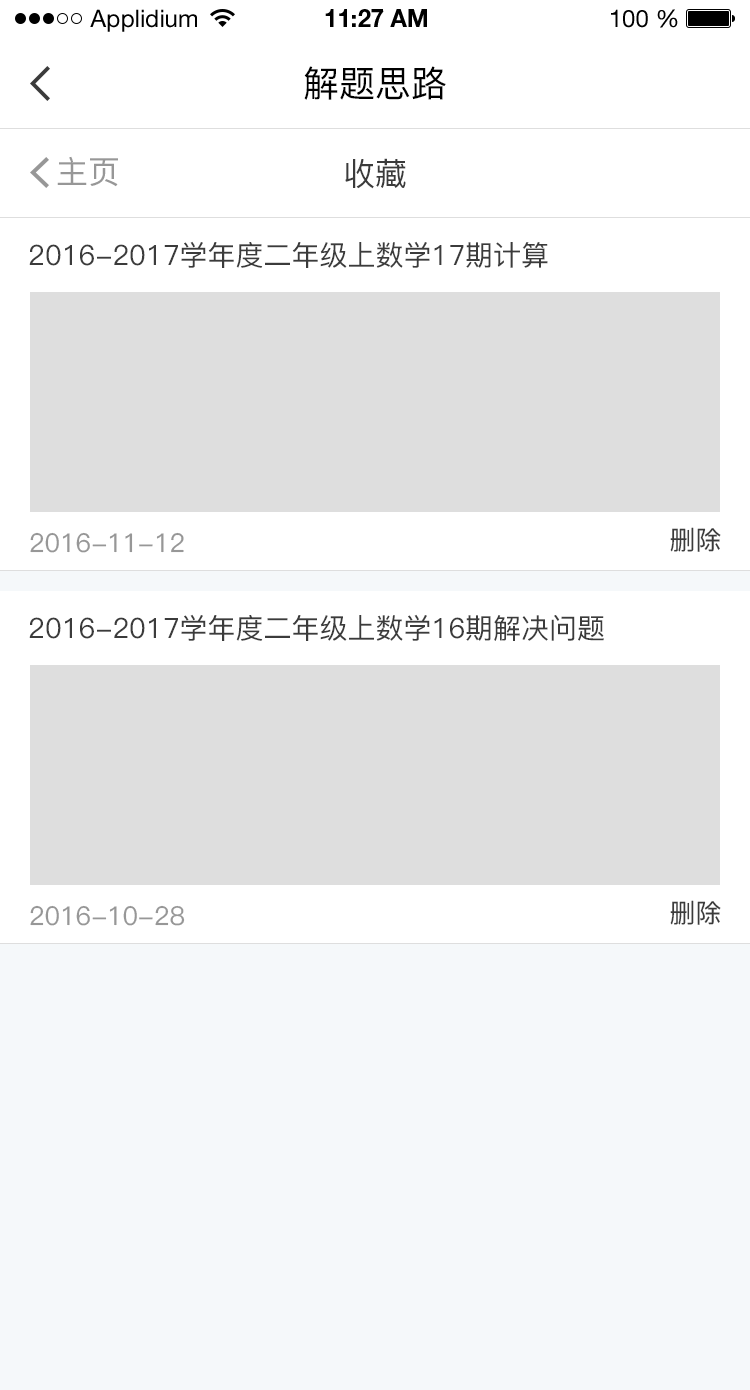 Applidium 11:27 AM 100 %
解题思路
主页 收藏
2016-2017学年度二年级上数学17期计算
2016-11-12 删除
2016-2017学年度二年级上数学16期解决问题
2016-10-28 删除